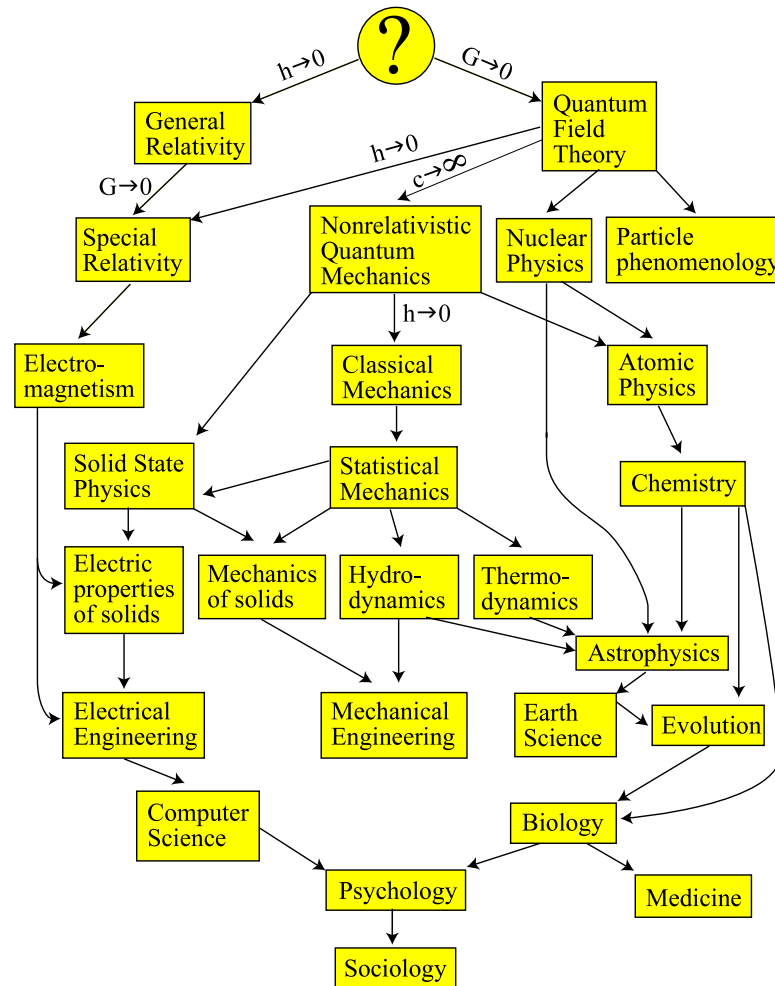 ?
h→0
G→0
General
Relativity
Quantum
Field
Theory
h→0
c→∞
G→0
Special
Relativity
Nonrelativistic
Quantum
Mechanics
Nuclear
Physics
Particle
phenomenology
h→0
Electro-
magnetism
Classical
Mechanics
Atomic
Physics
Solid State
Physics
Statistical
Mechanics
Chemistry
Electric
properties
of solids
Mechanics
of solids
Hydro-
dynamics
Thermo-
dynamics
Astrophysics
Electrical
Engineering
Mechanical
Engineering
Earth
Science
Evolution
Computer
Science
Biology
Psychology
Medicine
Sociology